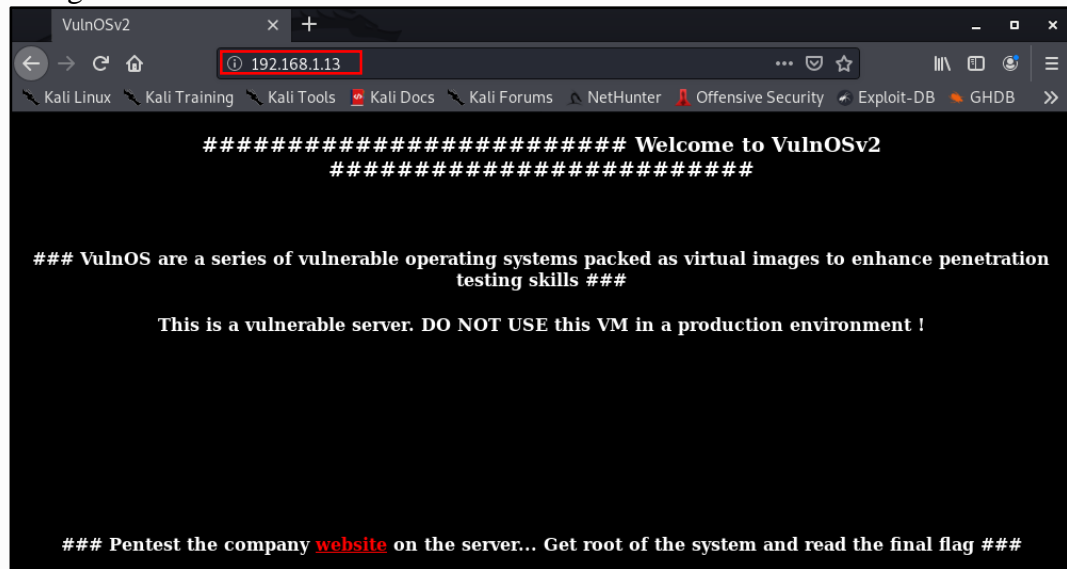 VulnOSv2
192.168.1.13
Kali Linux Kali Training Kali Tools Kali Docs Kali Forums NetHunter Offensive Security Exploit-DB GHDB
########################## Welcome to VulnOSv2
##########################
### VulnOS are a series of vulnerable operating systems packed as virtual images to enhance penetration
testing skills ###
This is a vulnerable server. DO NOT USE this VM in a production environment !
### Pentest the company website on the server... Get root of the system and read the final flag ###